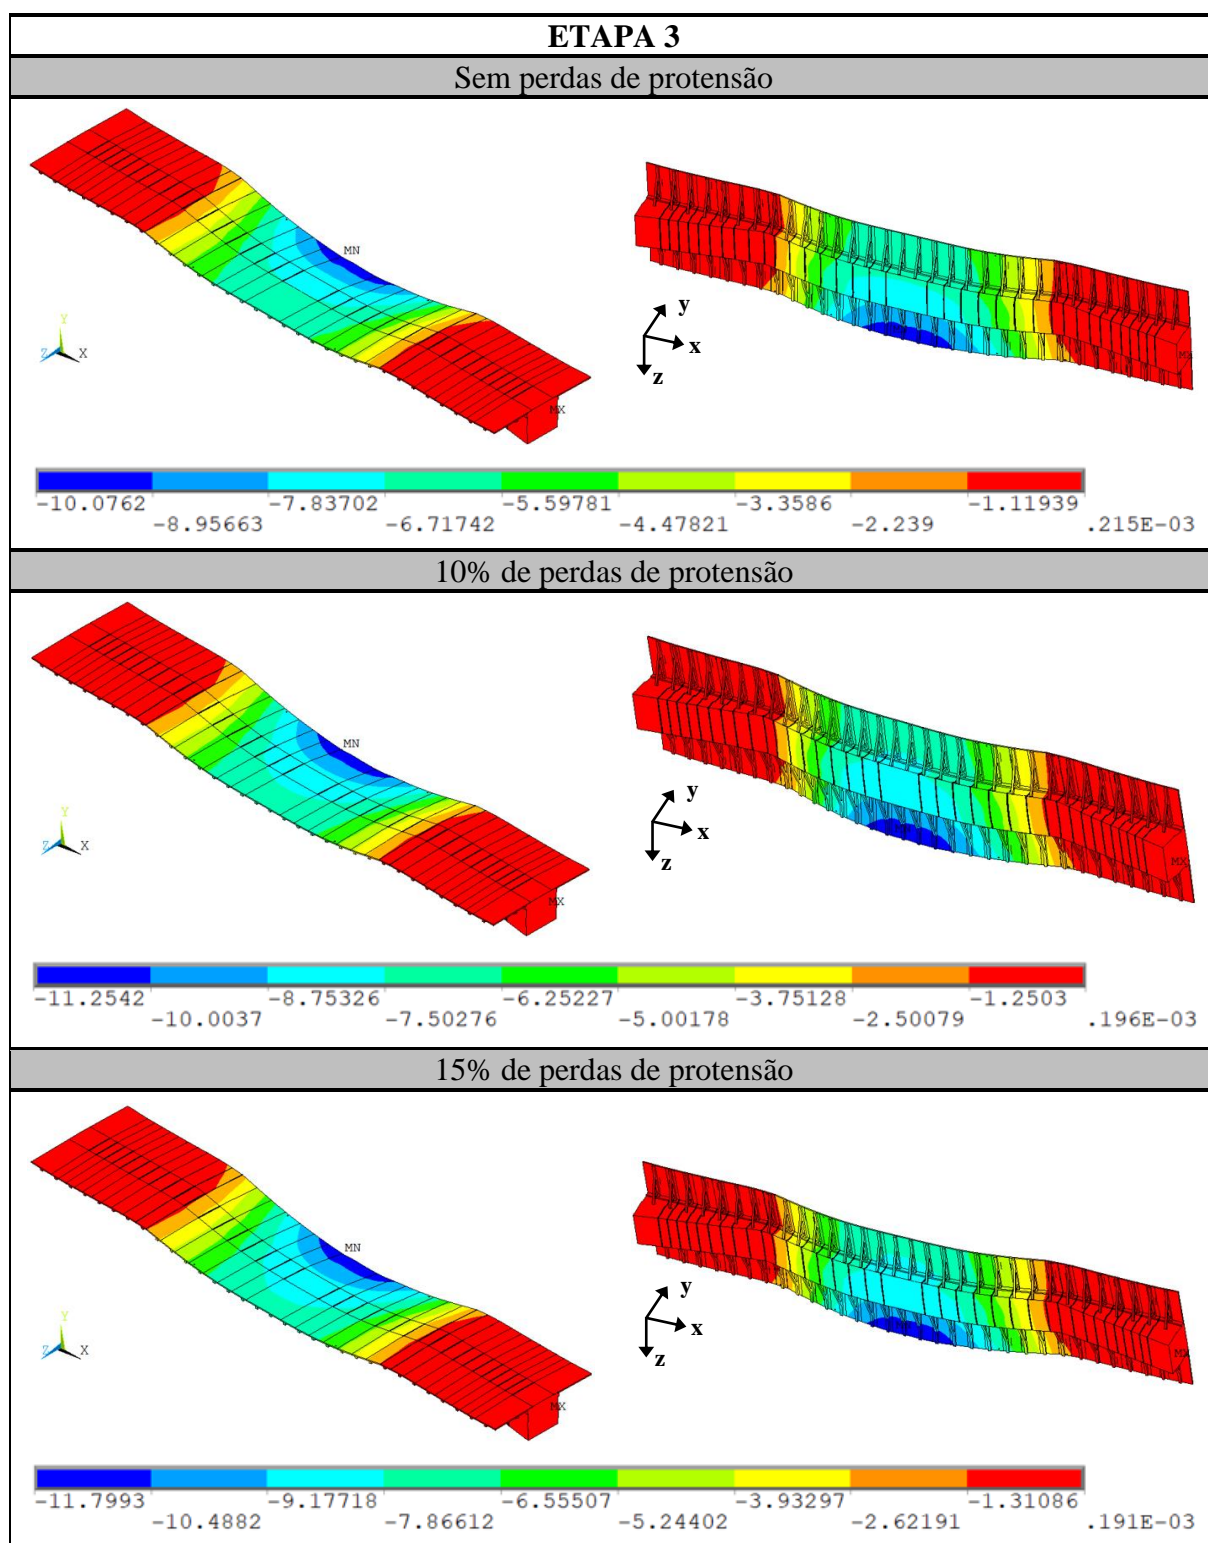 ETAPA 3
Sem perdas de protensão
MN
Y
Z X
MX
y
x
z
MX
-10.0762 -7.83702 -5.59781 -3.3586 -1.11939
-8.95663 -6.71742 -4.47821 -2.239 .215E-03
10% de perdas de protensão
MN
Y
Z X
MX
y
x
z
MX
-11.2542 -8.75326 -6.25227 -3.75128 -1.2503
-10.0037 -7.50276 -5.00178 -2.50079 .196E-03
15% de perdas de protensão
MN
Y
Z X
MX
y
x
z
MX
-11.7993 -9.17718 -6.55507 -3.93297 -1.31086
-10.4882 -7.86612 -5.24402 -2.62191 .191E-03